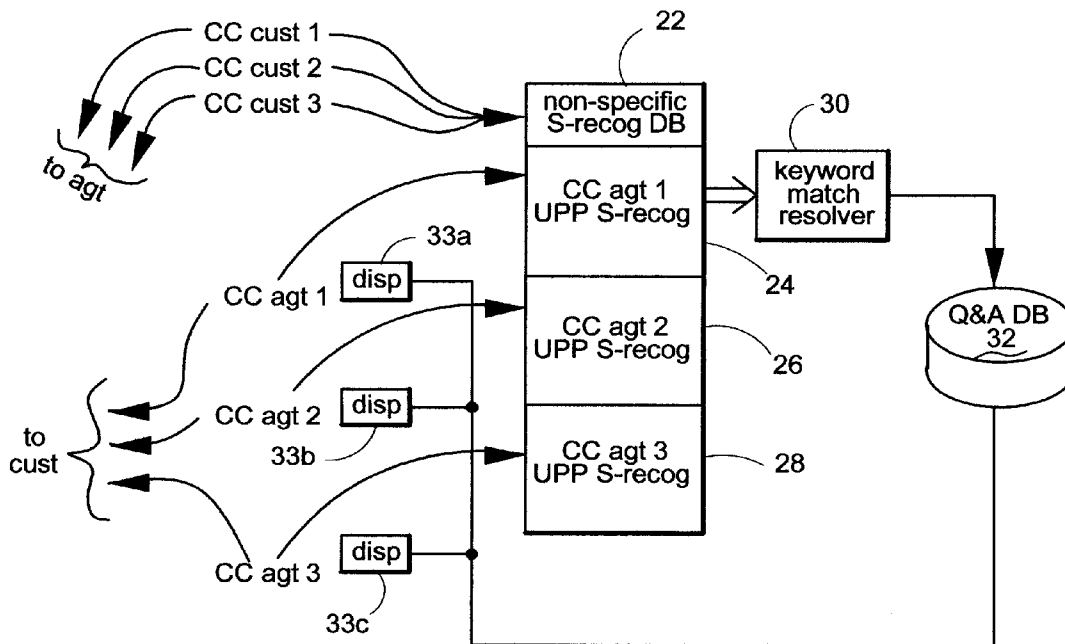 CC cust 1
CC cust 2
CC cust 3
to agt
22
non-specific
S-recog DB
30
keyword
match
resolver
CC agt 1
UPP S-recog
24
33a
disp
CC agt 1
Q&A DB
32
CC agt 2
UPP S-recog
26
disp
CC agt 2
33b
to
cust
CC agt 3
UPP S-recog
28
disp
CC agt 3
33c